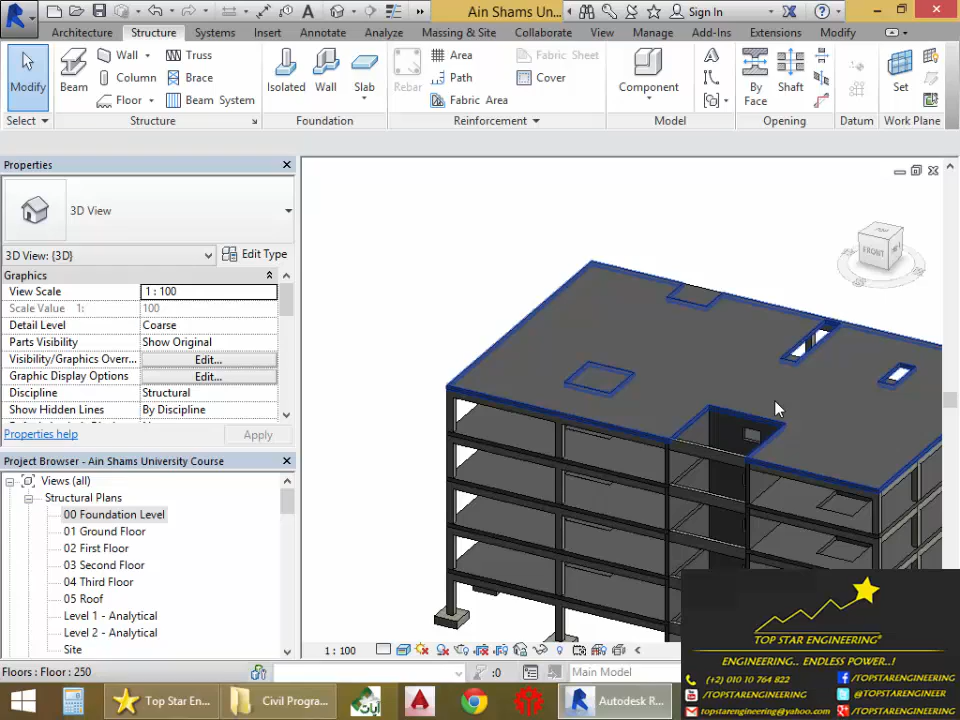 Ain Shams Un...
Sign In
Architecture Structure Systems Insert Annotate Analyze Massing & Site Collaborate View Manage Add-Ins Extensions Modify
Modify
Beam
Wall
Column
Floor
Truss
Brace
Beam System
Isolated
Wall
Slab
Rebar
Area
Path
Fabric Area
Fabric Sheet
Cover
Component
By
Face
Shaft
Set
Select
Structure
Foundation
Reinforcement
Model
Opening
Datum
Work Plane
Properties
3D View
3D View: {3D}
Edit Type
Graphics
View Scale 1 : 100
Scale Value 1: 100
Detail Level Coarse
Parts Visibility Show Original
Visibility/Graphics Overr... Edit...
Graphic Display Options Edit...
Discipline Structural
Show Hidden Lines By Discipline
Properties help
Apply
Project Browser - Ain Shams University Course
Views (all)
Structural Plans
00 Foundation Level
01 Ground Floor
02 First Floor
03 Second Floor
04 Third Floor
05 Roof
Level 1 - Analytical
Level 2 - Analytical
Site
FRONT
1 : 100
Floors : Floor : 250
:0
Main Model
TOP STAR ENGINEERING®
ENGINEERING.. ENDLESS POWER..!
(+2) 010 10 764 822
/TOPSTARENGINEERING
/TOPSTARENGINEERING
@TOPSTARENGINEER
topstarengineering@yahoo.com
/TOPSTARENGINEERING
Top Star En...
Civil Progra...
Autodesk R...